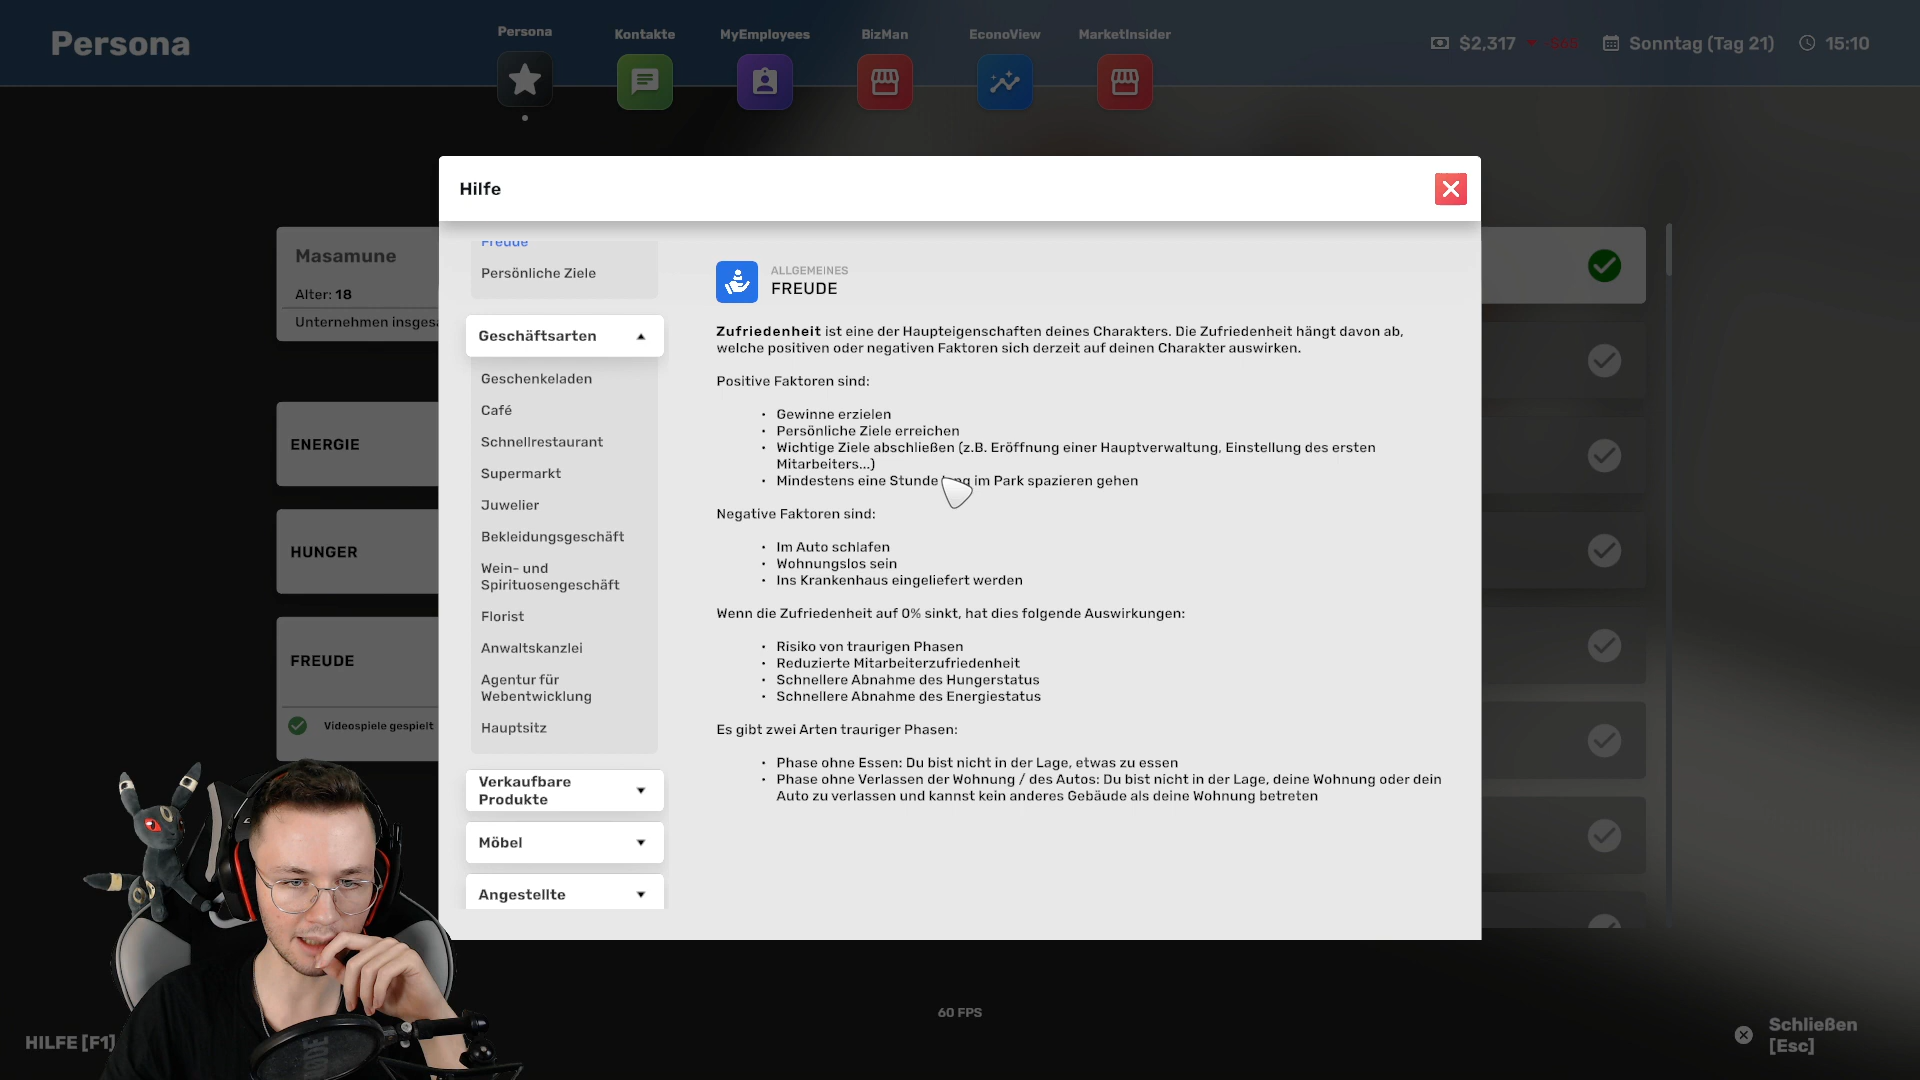 Persona
Persona
Kontakte
MyEmployees
BizMan
EconoView
MarketInsider
$2,317
Sonntag (Tag 21)
15:10
Hilfe
Masamune
Alter: 18
Unternehmen
ENERGIE
HUNGER
FREUDE
Videospiele gespielt
Freude
Persönliche Ziele
Geschäftsarten
Geschenkeladen
Café
Schnellrestaurant
Supermarkt
Juwelier
Bekleidungsgeschäft
Wein- und
Spirituosengeschäft
Florist
Anwaltskanzlei
Agentur für
Webentwicklung
Hauptsitz
Verkaufbare
Produkte
Möbel
Angestellte
ALLGEMEINES
FREUDE
Zufriedenheit ist eine der Haupteigenschaften deines Charakters. Die Zufriedenheit hängt davon ab,
welche positiven oder negativen Faktoren sich derzeit auf deinen Charakter auswirken.
Positive Faktoren sind:
• Gewinne erzielen
• Persönliche Ziele erreichen
• Wichtige Ziele abschließen (z.B. Eröffnung einer Hauptverwaltung, Einstellung des ersten
Mitarbeiters...)
• Mindestens eine Stunde im Park spazieren gehen
Negative Faktoren sind:
• Im Auto schlafen
• Wohnungslos sein
• Ins Krankenhaus eingeliefert werden
Wenn die Zufriedenheit auf 0% sinkt, hat dies folgende Auswirkungen:
• Risiko von traurigen Phasen
• Reduzierte Mitarbeiterzufriedenheit
• Schnellere Abnahme des Hungerstatus
• Schnellere Abnahme des Energiestatus
Es gibt zwei Arten trauriger Phasen:
• Phase ohne Essen: Du bist nicht in der Lage, etwas zu essen
• Phase ohne Verlassen der Wohnung / des Autos: Du bist nicht in der Lage, deine Wohnung oder dein
Auto zu verlassen und kannst kein anderes Gebäude als deine Wohnung betreten
60 FPS
HILFE [F1]
Schließen
[Esc]